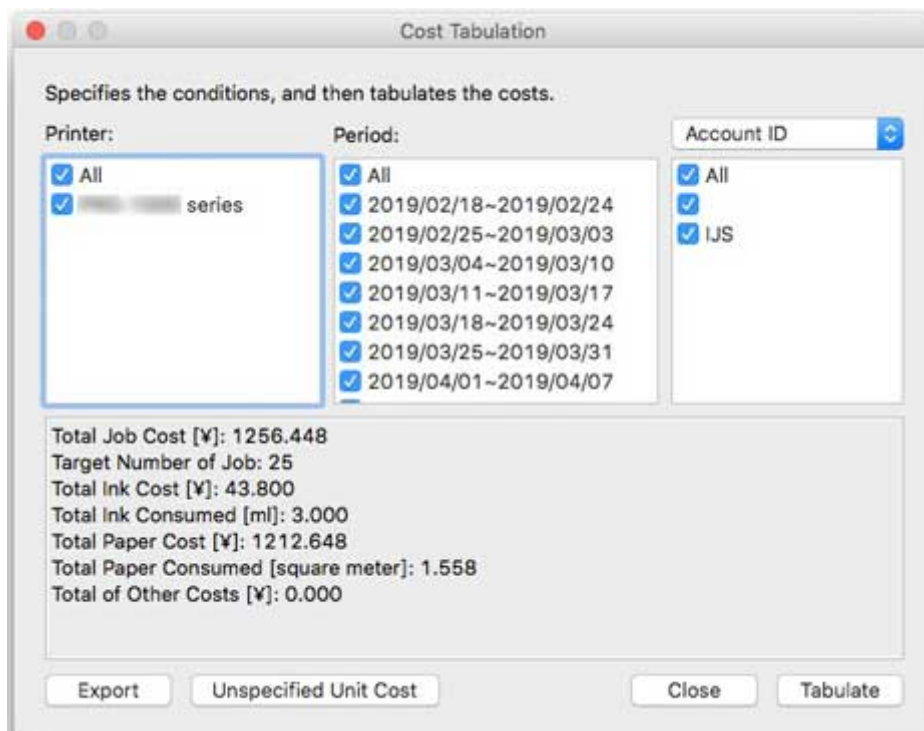 Cost Tabulation
Specifies the conditions, and then tabulates the costs.
Printer:
All
series
Period:
All
2019/02/18~2019/02/24
2019/02/25~2019/03/03
2019/03/04~2019/03/10
2019/03/11~2019/03/17
2019/03/18~2019/03/24
2019/03/25~2019/03/31
2019/04/01~2019/04/07
Account ID
All
IJS
Total Job Cost [¥]: 1256.448
Target Number of Job: 25
Total Ink Cost [¥]: 43.800
Total Ink Consumed [ml]: 3.000
Total Paper Cost [¥]: 1212.648
Total Paper Consumed [square meter]: 1.558
Total of Other Costs [¥]: 0.000
Export
Unspecified Unit Cost
Close
Tabulate